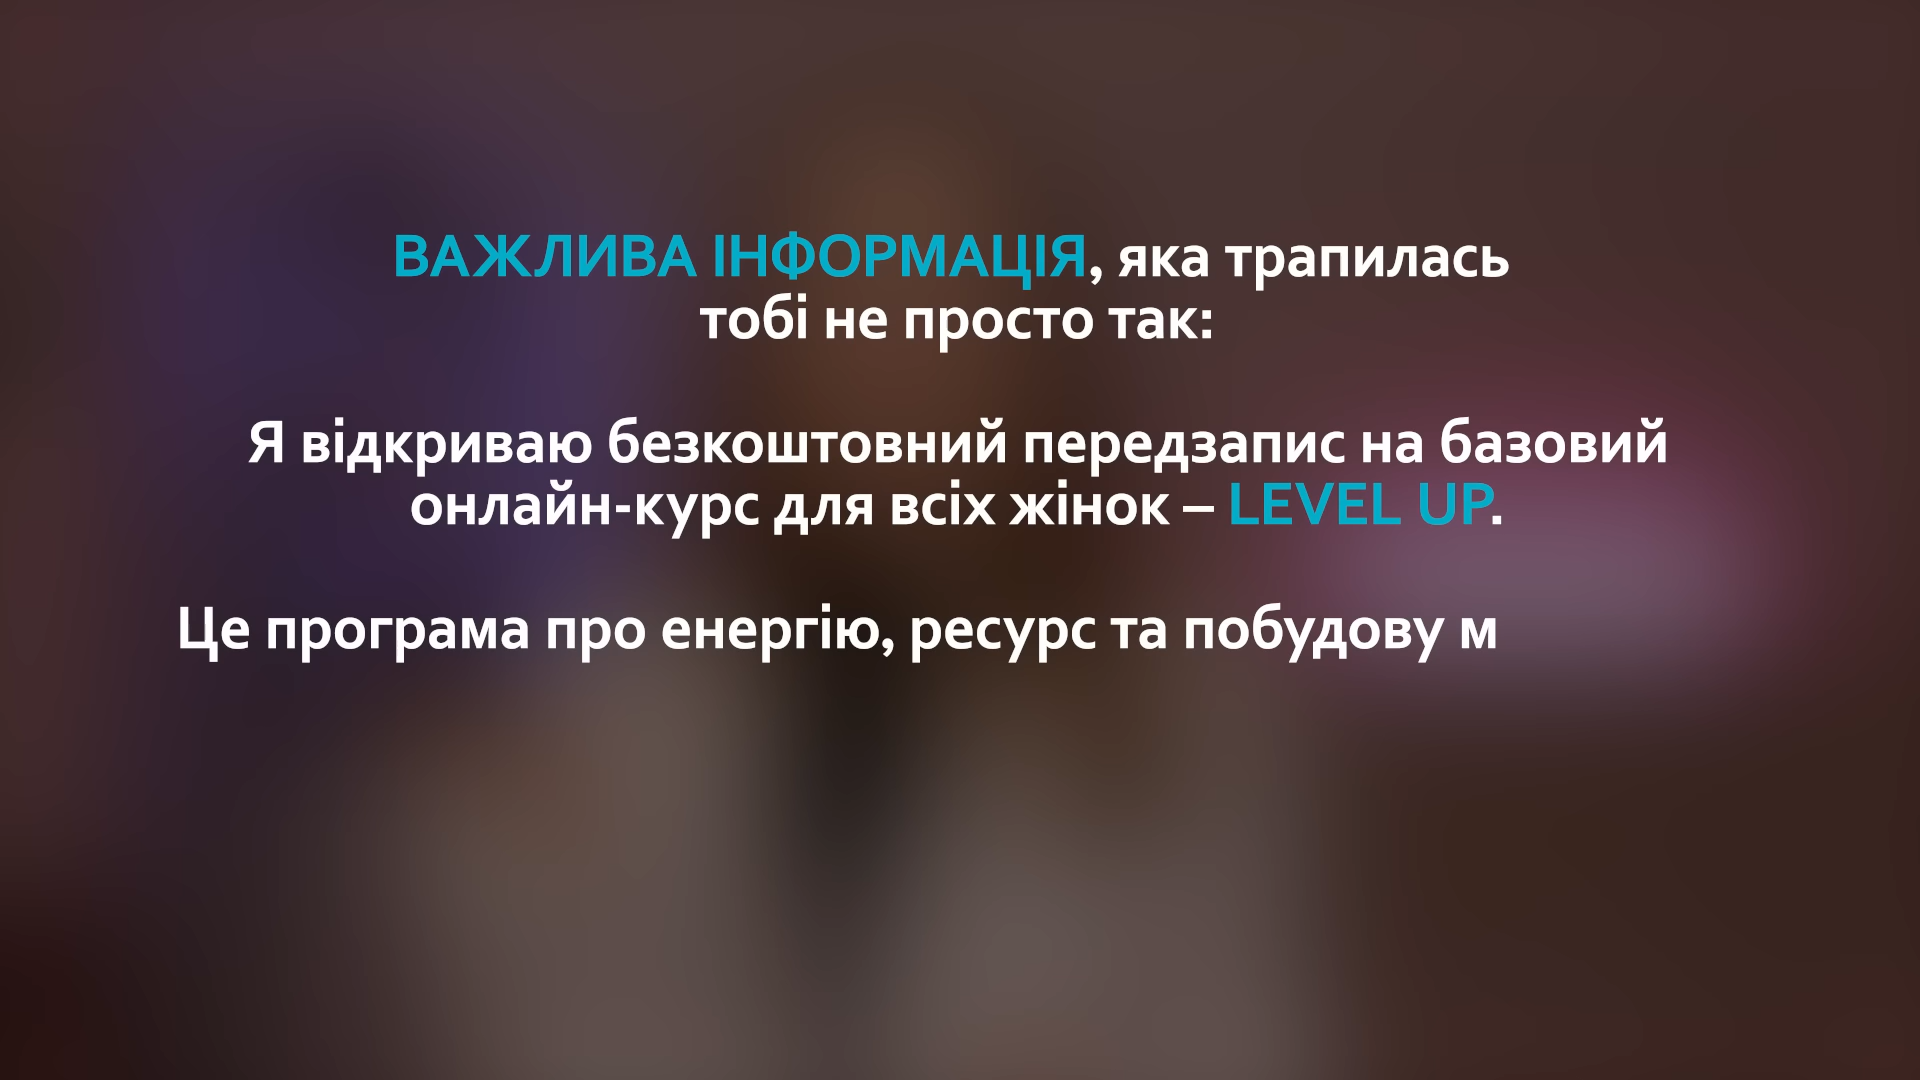 ВАЖЛИВА ІНФОРМАЦІЯ, яка трапилась
тобі не просто так:
Я відкриваю безкоштовний передзапис на базовий
онлайн-курс для всіх жінок – LEVEL UP.
Це програма про енергію, ресурс та побудову м